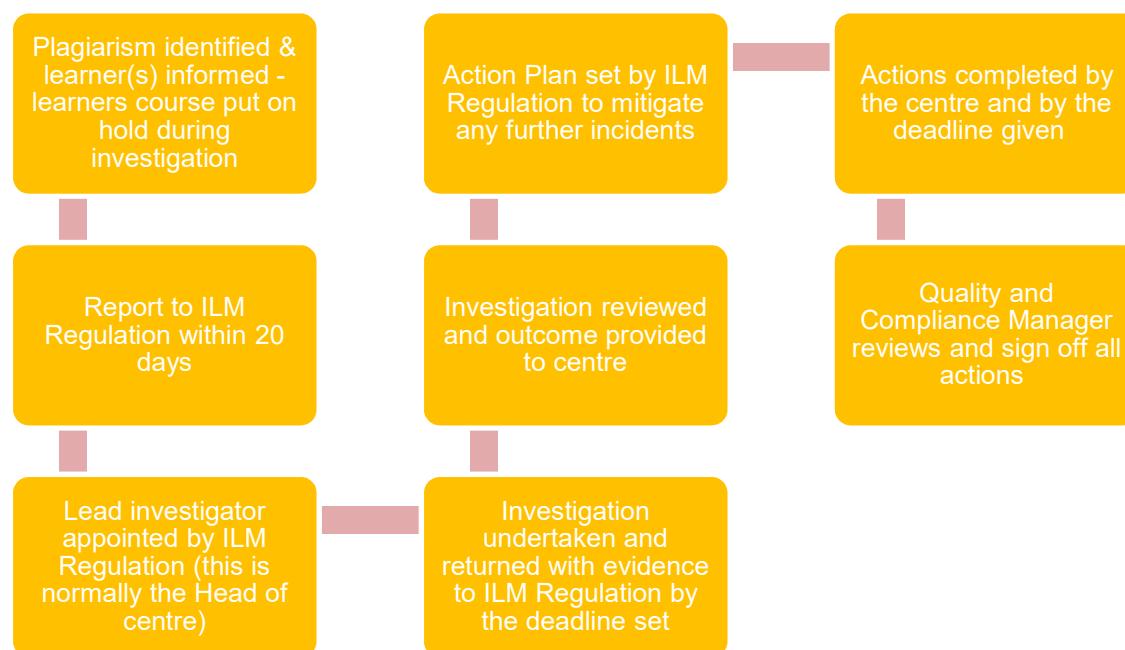 Plagiarism identified &
learner(s) informed -
learners course put on
hold during
investigation
Report to ILM
Regulation within 20
days
Lead investigator
appointed by ILM
Regulation (this is
normally the Head of
centre)
Investigation
undertaken and
returned with evidence
to ILM Regulation by
the deadline set
Investigation reviewed
and outcome provided
to centre
Action Plan set by ILM
Regulation to mitigate
any further incidents
Actions completed by
the centre and by the
deadline given
Quality and
Compliance Manager
reviews and sign off all
actions